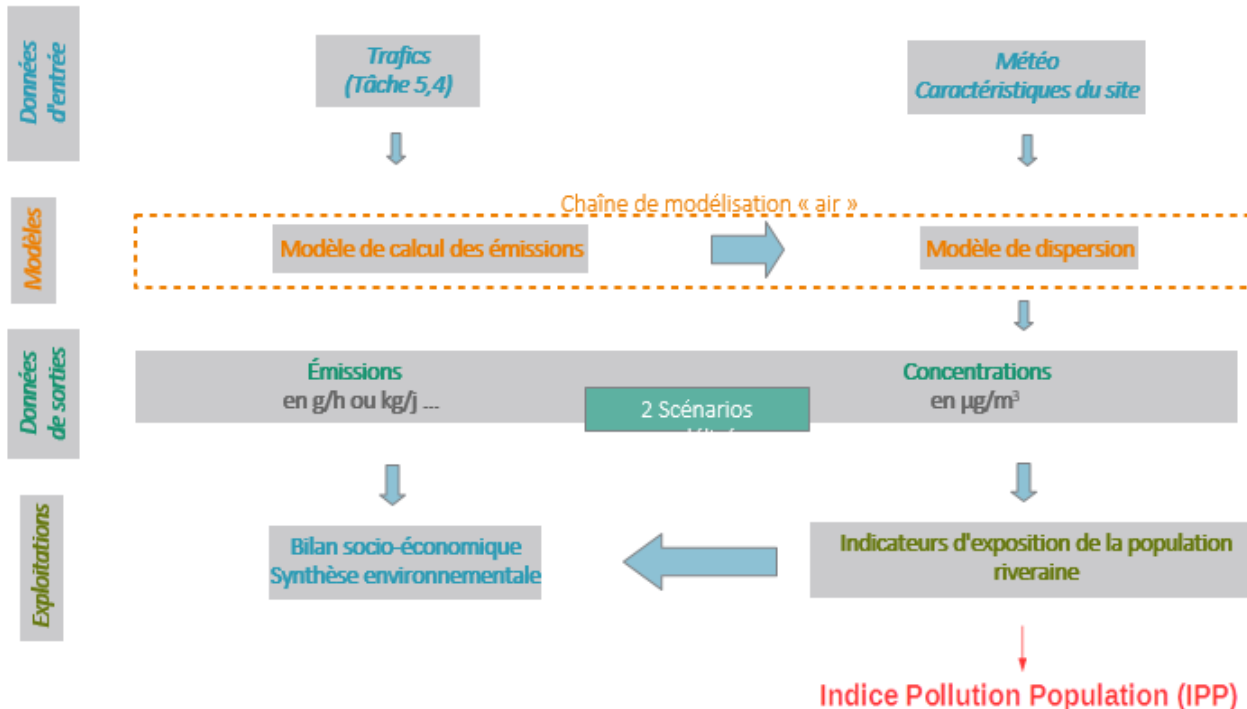 Données
d'entrée
Trafics
(Tâche 5,4)
Météo
Caractéristiques du site
Modèles
Chaîne de modélisation « air »
Modèle de calcul des émissions
Modèle de dispersion
Données
de sorties
Émissions
en g/h ou kg/j ...
2 Scénarios
Concentrations
en µg/m³
Exploitations
Bilan socio-économique
Synthèse environnementale
Indicateurs d'exposition de la population
riveraine
Indice Pollution Population (IPP)